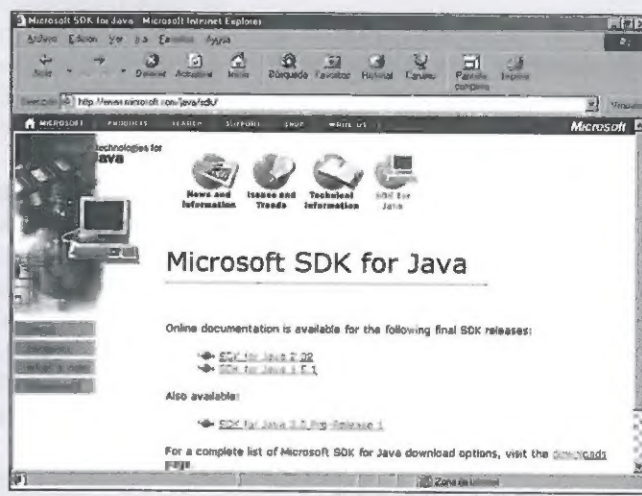 Microsoft SDK for Java - Microsoft Internet Explorer
Archivo Edición Ver Ir a Favoritos Ayuda
Atrás Detener Actualizar Inicio Búsqueda Favoritos Historial Canales Pantalla completa Imprimir
http://www.microsoft.com/java/sdk/
MICROSOFT PRODUCTS SEARCH SUPPORT SHOP WRITE US Microsoft
technologies for
ava
News and Information
Issues and Trends
Technical Information
SDK for Java
Microsoft SDK for Java
Online documentation is available for the following final SDK releases:
SDK for Java 2.02
SDK for Java 1.5.1
Also available:
SDK for Java 3.0 Pre-Release 1
For a complete list of Microsoft SDK for Java download options, visit the downloads
page.
Zona de Internet